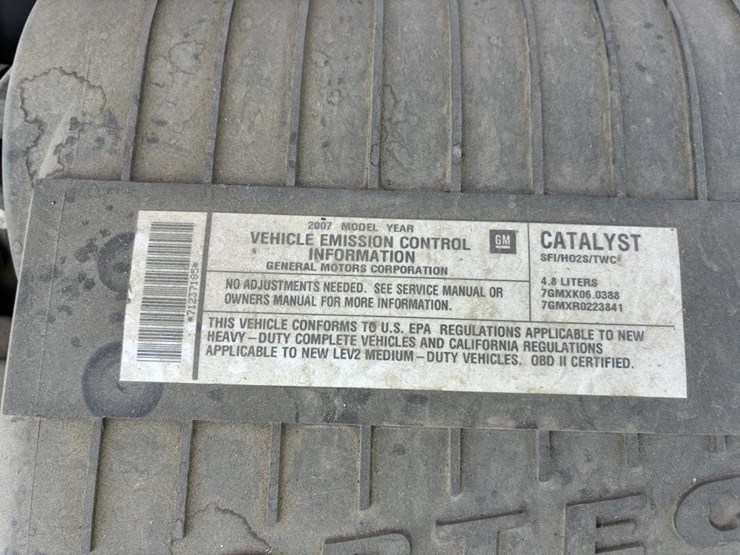 2007 MODEL YEAR
VEHICLE EMISSION CONTROL
INFORMATION
GENERAL MOTORS CORPORATION
GM
NO ADJUSTMENTS NEEDED. SEE SERVICE MANUAL OR
OWNERS MANUAL FOR MORE INFORMATION.
CATALYST
SFI/HO2S/TWC
4.8 LITERS
7GMXK06.0388
7GMXR0223841
THIS VEHICLE CONFORMS TO U.S. EPA REGULATIONS APPLICABLE TO NEW
HEAVY-DUTY COMPLETE VEHICLES AND CALIFORNIA REGULATIONS
APPLICABLE TO NEW LEV2 MEDIUM-DUTY VEHICLES. OBD II CERTIFIED.
*71237185*